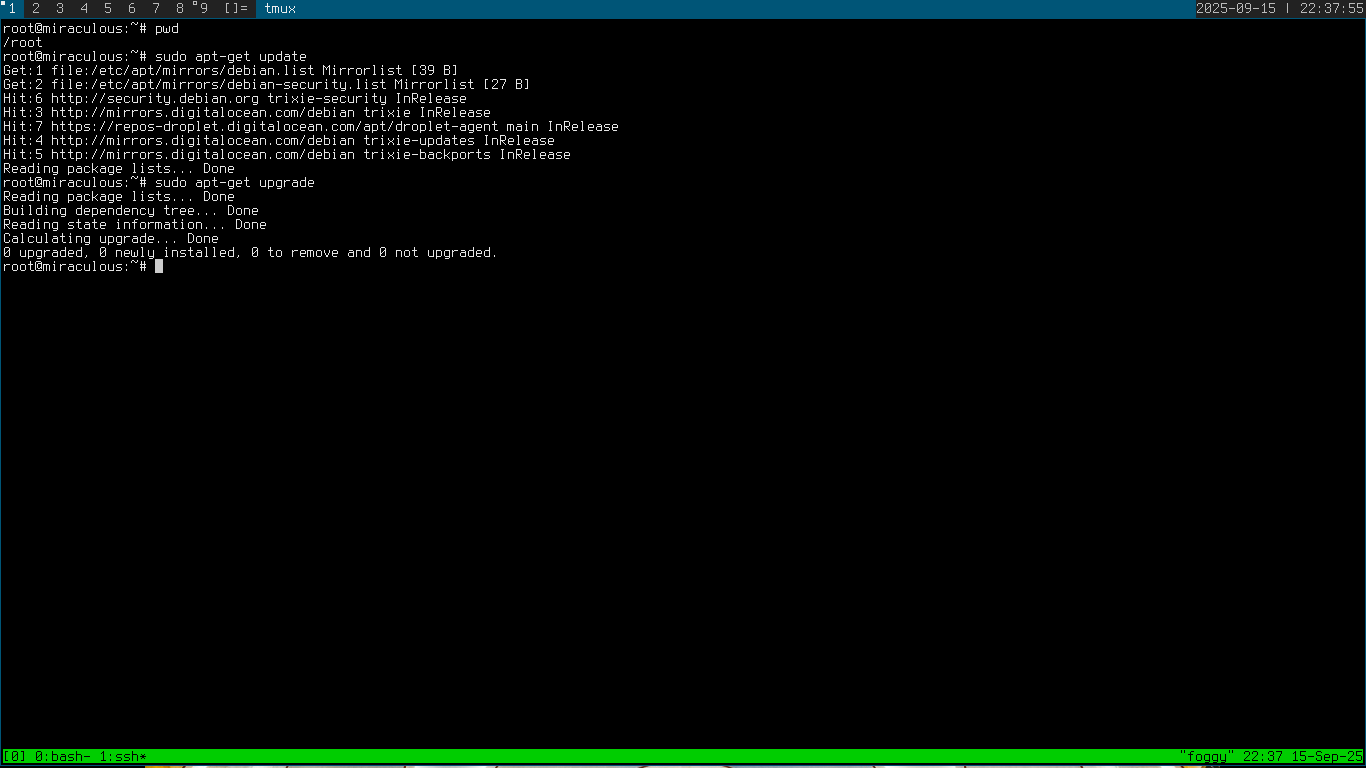 1 2 3 4 5 6 7 8 9 []= tmux 2025-09-15 | 22:37:55
root@miraculous:~# pwd
/root
root@miraculous:~# sudo apt-get update
Get:1 file:/etc/apt/mirrors/debian.list Mirrorlist [39 B]
Get:2 file:/etc/apt/mirrors/debian-security.list Mirrorlist [27 B]
Hit:6 http://security.debian.org trixie-security InRelease
Hit:3 http://mirrors.digitalocean.com/debian trixie InRelease
Hit:7 https://repos-droplet.digitalocean.com/apt/droplet-agent main InRelease
Hit:4 http://mirrors.digitalocean.com/debian trixie-updates InRelease
Hit:5 http://mirrors.digitalocean.com/debian trixie-backports InRelease
Reading package lists... Done
root@miraculous:~# sudo apt-get upgrade
Reading package lists... Done
Building dependency tree... Done
Reading state information... Done
Calculating upgrade... Done
0 upgraded, 0 newly installed, 0 to remove and 0 not upgraded.
root@miraculous:~#
[0] 0:bash- 1:ssh* "foggy" 22:37 15-Sep-25